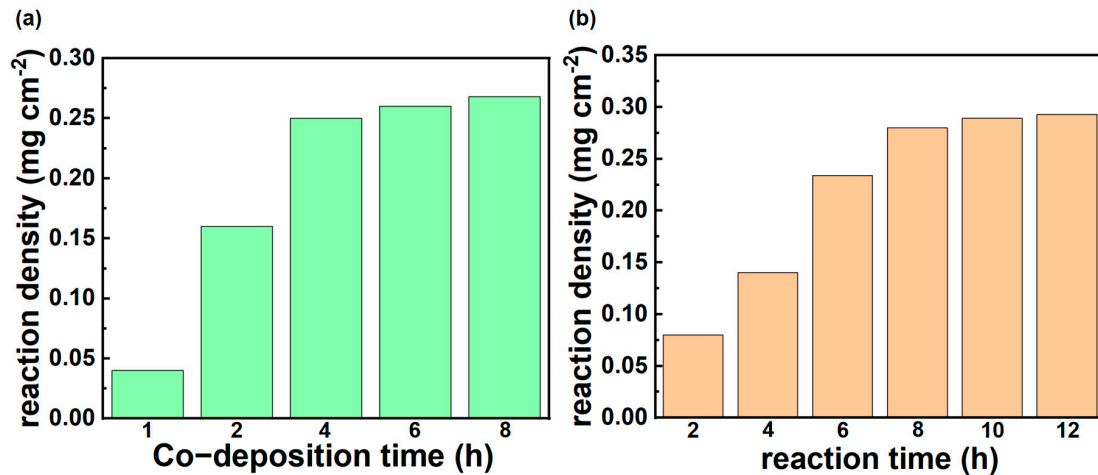 (a)
reaction density (mg cm⁻²)
0.30
0.25
0.20
0.15
0.10
0.05
0.00
1 2 4 6 8
Co−deposition time (h)
(b)
reaction density (mg cm⁻²)
0.35
0.30
0.25
0.20
0.15
0.10
0.05
0.00
2 4 6 8 10 12
reaction time (h)